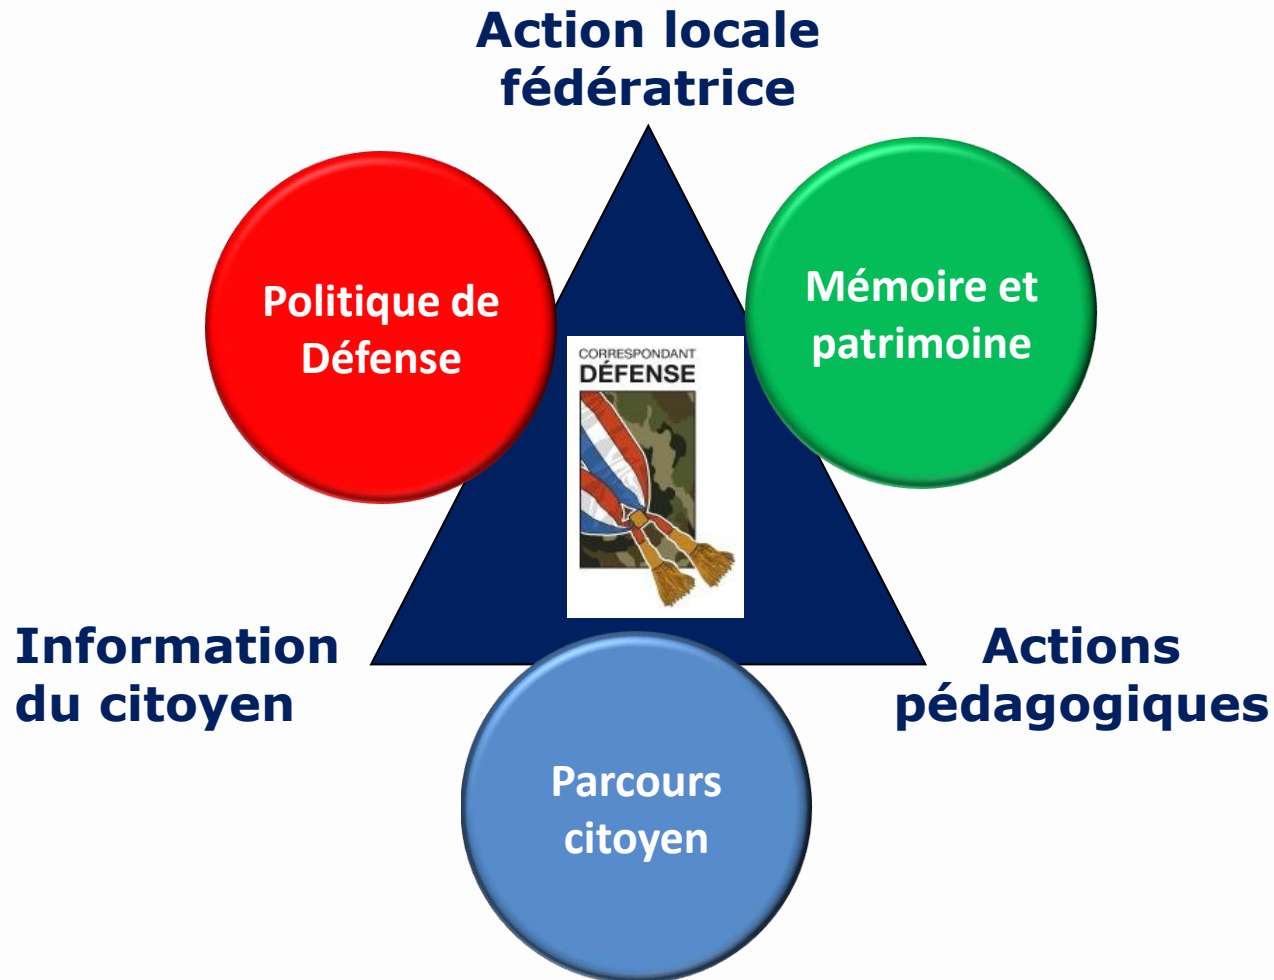 Action locale
fédératrice
Politique de
Défense
Mémoire et
patrimoine
CORRESPONDANT
DÉFENSE
Information
du citoyen
Actions
pédagogiques
Parcours
citoyen